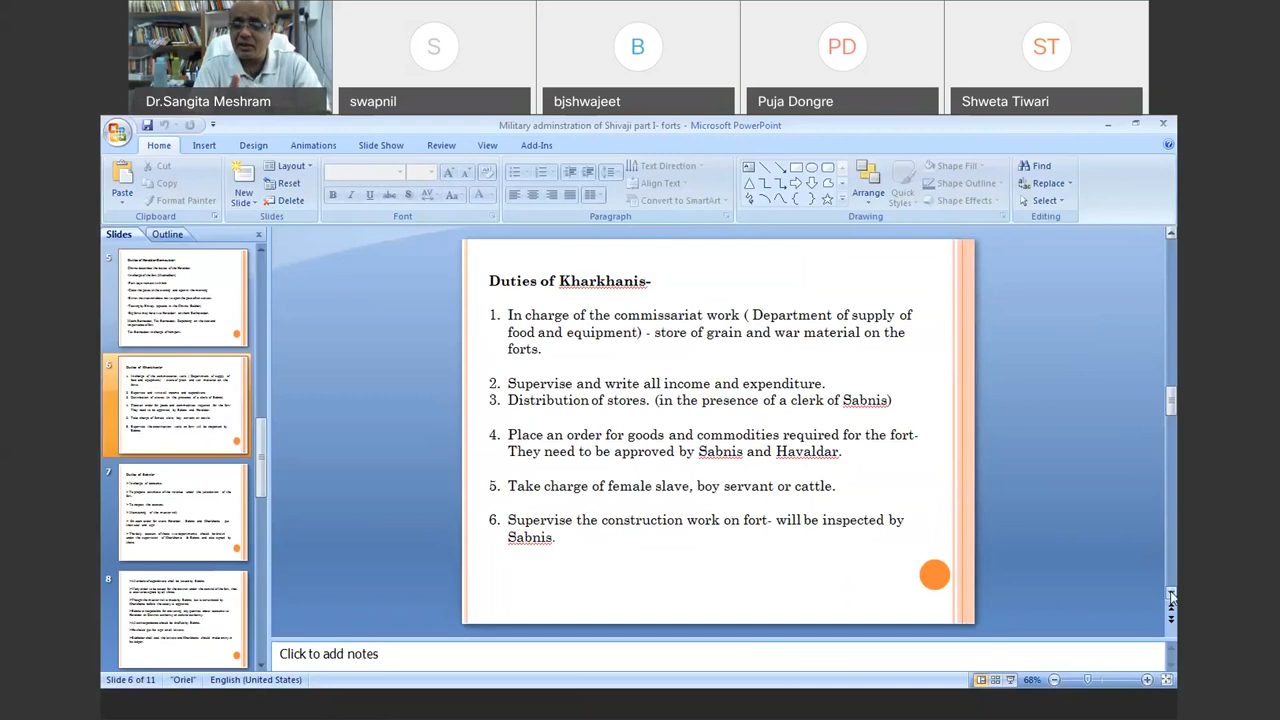 S
B
PD
ST
Dr.Sangita Meshram
swapnil
bjshwajeet
Puja Dongre
Shweta Tiwari
Military adminstration of Shivaji part I- forts - Microsoft PowerPoint
Home Insert Design Animations Slide Show Review View Add-Ins
Paste
Cut
Copy
Format Painter
Clipboard
New Slide
Layout
Reset
Delete
Slides
Font
Text Direction
Align Text
Convert to SmartArt
Paragraph
Arrange
Quick Styles
Shape Fill
Shape Outline
Shape Effects
Drawing
Find
Replace
Select
Editing
Slides Outline
5
6
7
8
Duties of Kharkhanis-
1. In charge of the commissariat work ( Department of supply of
food and equipment) - store of grain and war material on the
forts.
2. Supervise and write all income and expenditure.
3. Distribution of stores. (in the presence of a clerk of Sabnis)
4. Place an order for goods and commodities required for the fort-
They need to be approved by Sabnis and Havaldar.
5. Take charge of female slave, boy servant or cattle
6. Supervise the construction work on fort- will be inspected by
Sabnis.
Click to add notes
Slide 6 of 11 "Oriel" English (United States) 68%